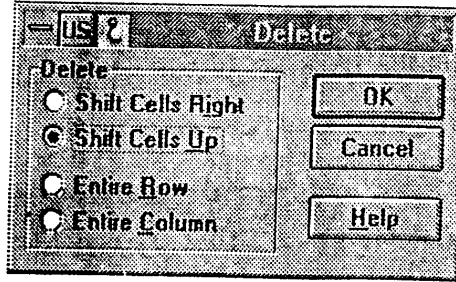 US Delete
Delete
Shift Cells Right
Shift Cells Up
Entire Row
Entire Column
OK
Cancel
Help